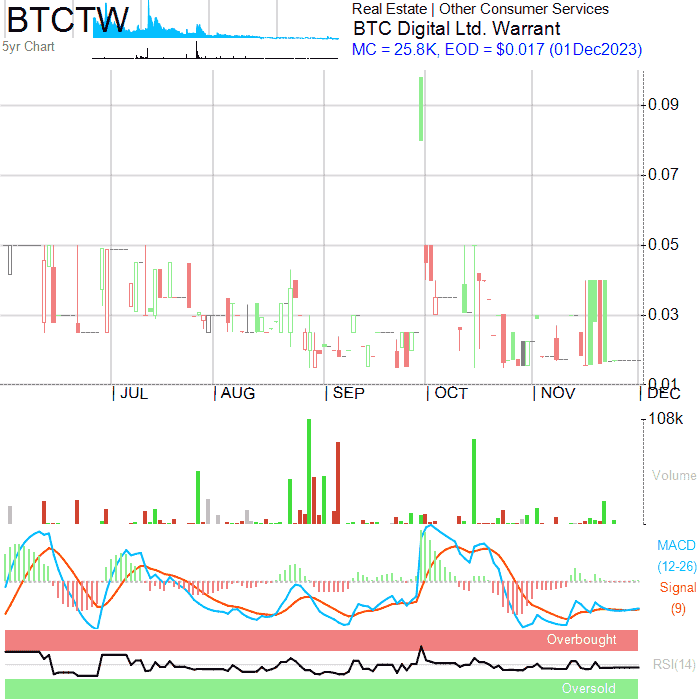 BTCTW
5yr Chart
Real Estate | Other Consumer Services
BTC Digital Ltd. Warrant
MC = 25.8K, EOD = $0.017 (01Dec2023)
0.09
0.07
0.05
0.03
0.01
JUL
AUG
SEP
OCT
NOV
DEC
108k
Volume
MACD
(12-26)
Signal
(9)
Overbought
RSI(14)
Oversold